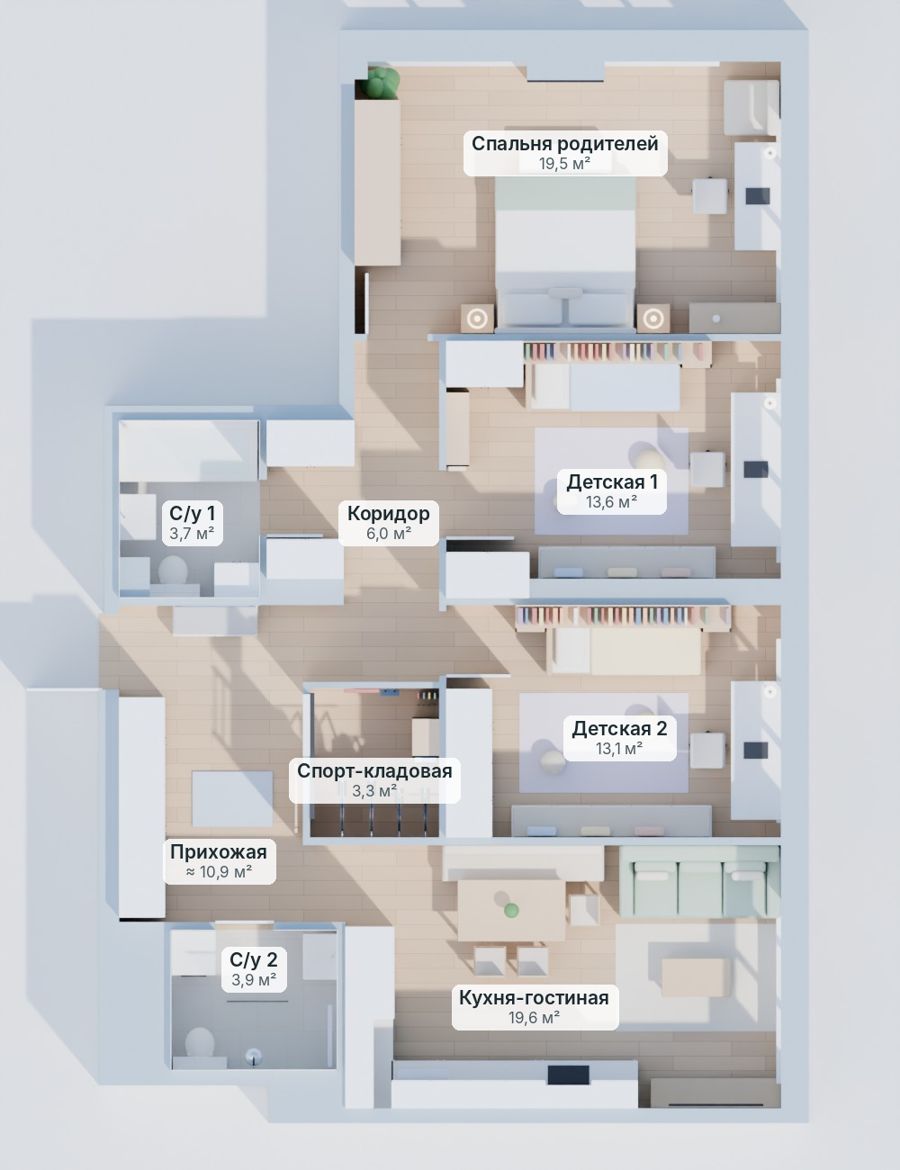 Спальня родителей
19,5 м²
Детская 1
13,6 м²
С/у 1
3,7 м²
Коридор
6,0 м²
Детская 2
13,1 м²
Спорт-кладовая
3,3 м²
Прихожая
≈ 10,9 м²
С/у 2
3,9 м²
Кухня-гостиная
19,6 м²